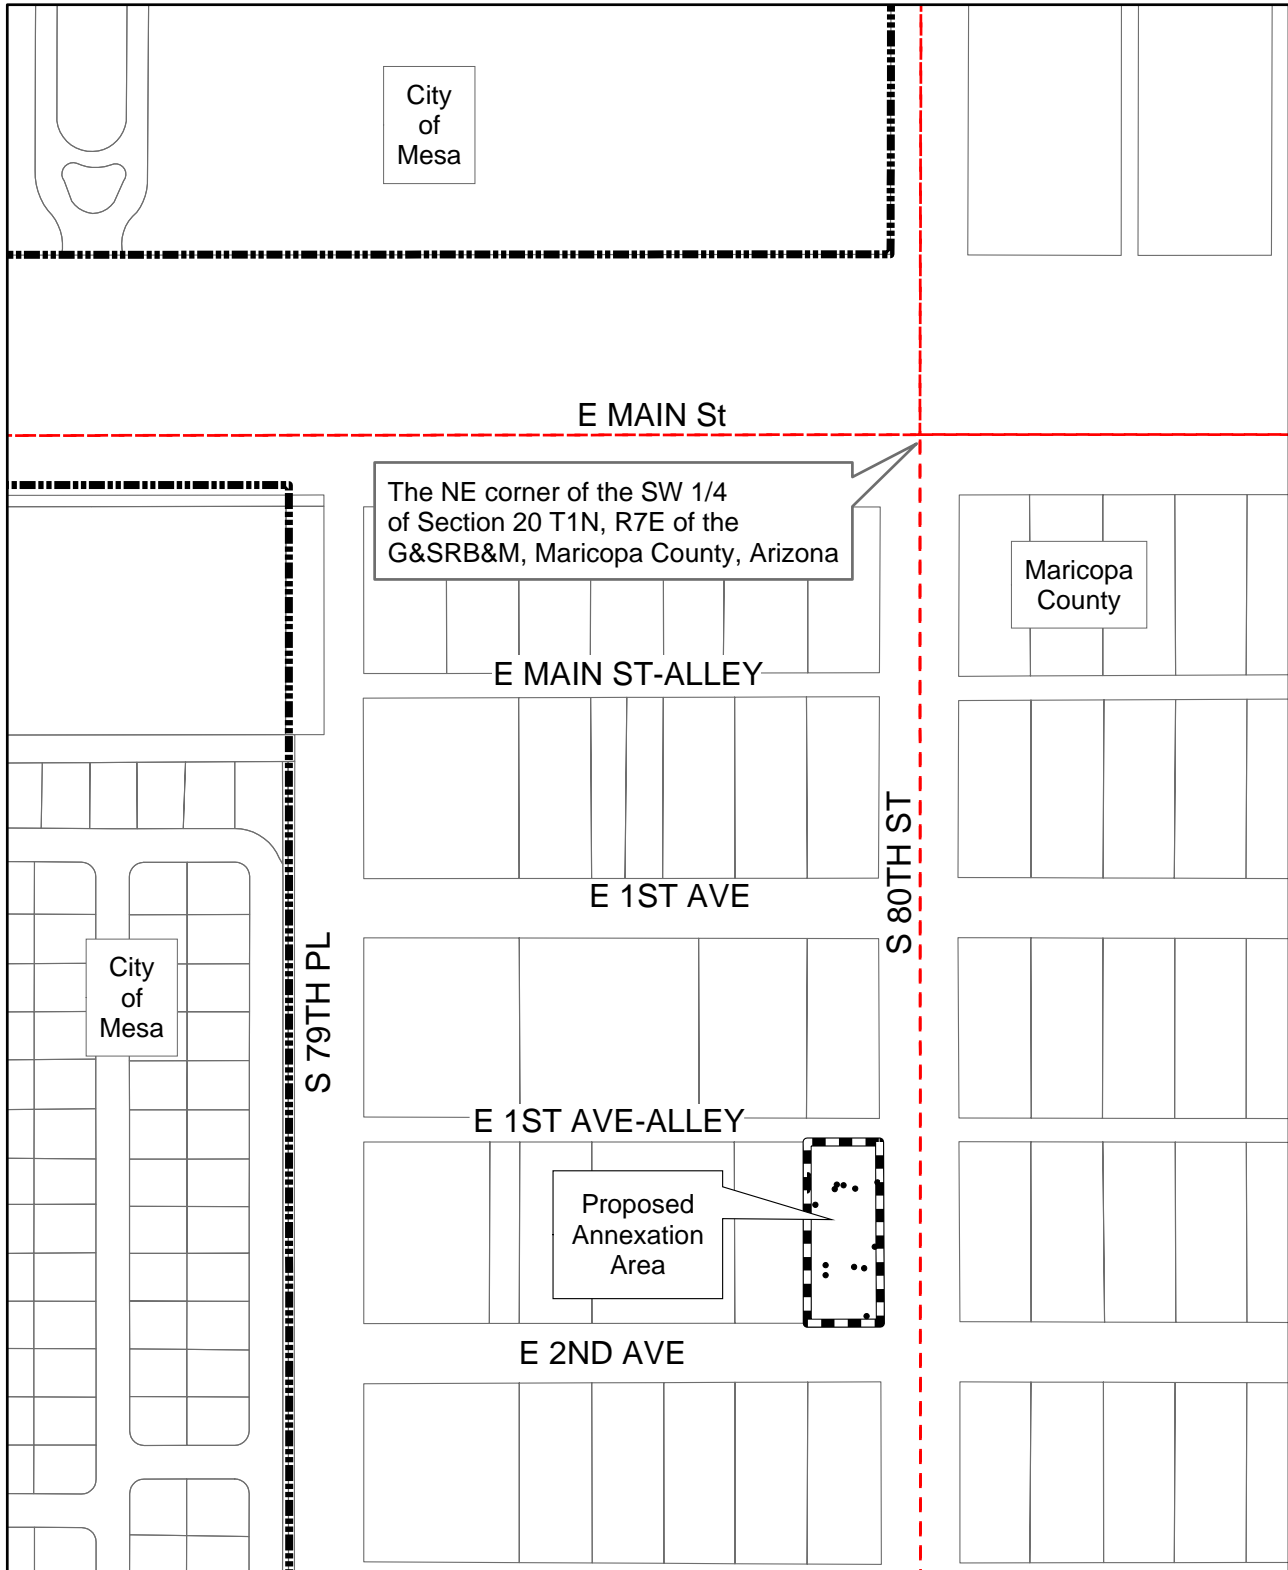 City
of
Mesa
E MAIN St
The NE corner of the SW 1/4
of Section 20 T1N, R7E of the
G&SRB&M, Maricopa County, Arizona
Maricopa
County
E MAIN ST-ALLEY
S 80TH ST
E 1ST AVE
City
of
Mesa
S 79TH PL
E 1ST AVE-ALLEY
Proposed
Annexation
Area
E 2ND AVE